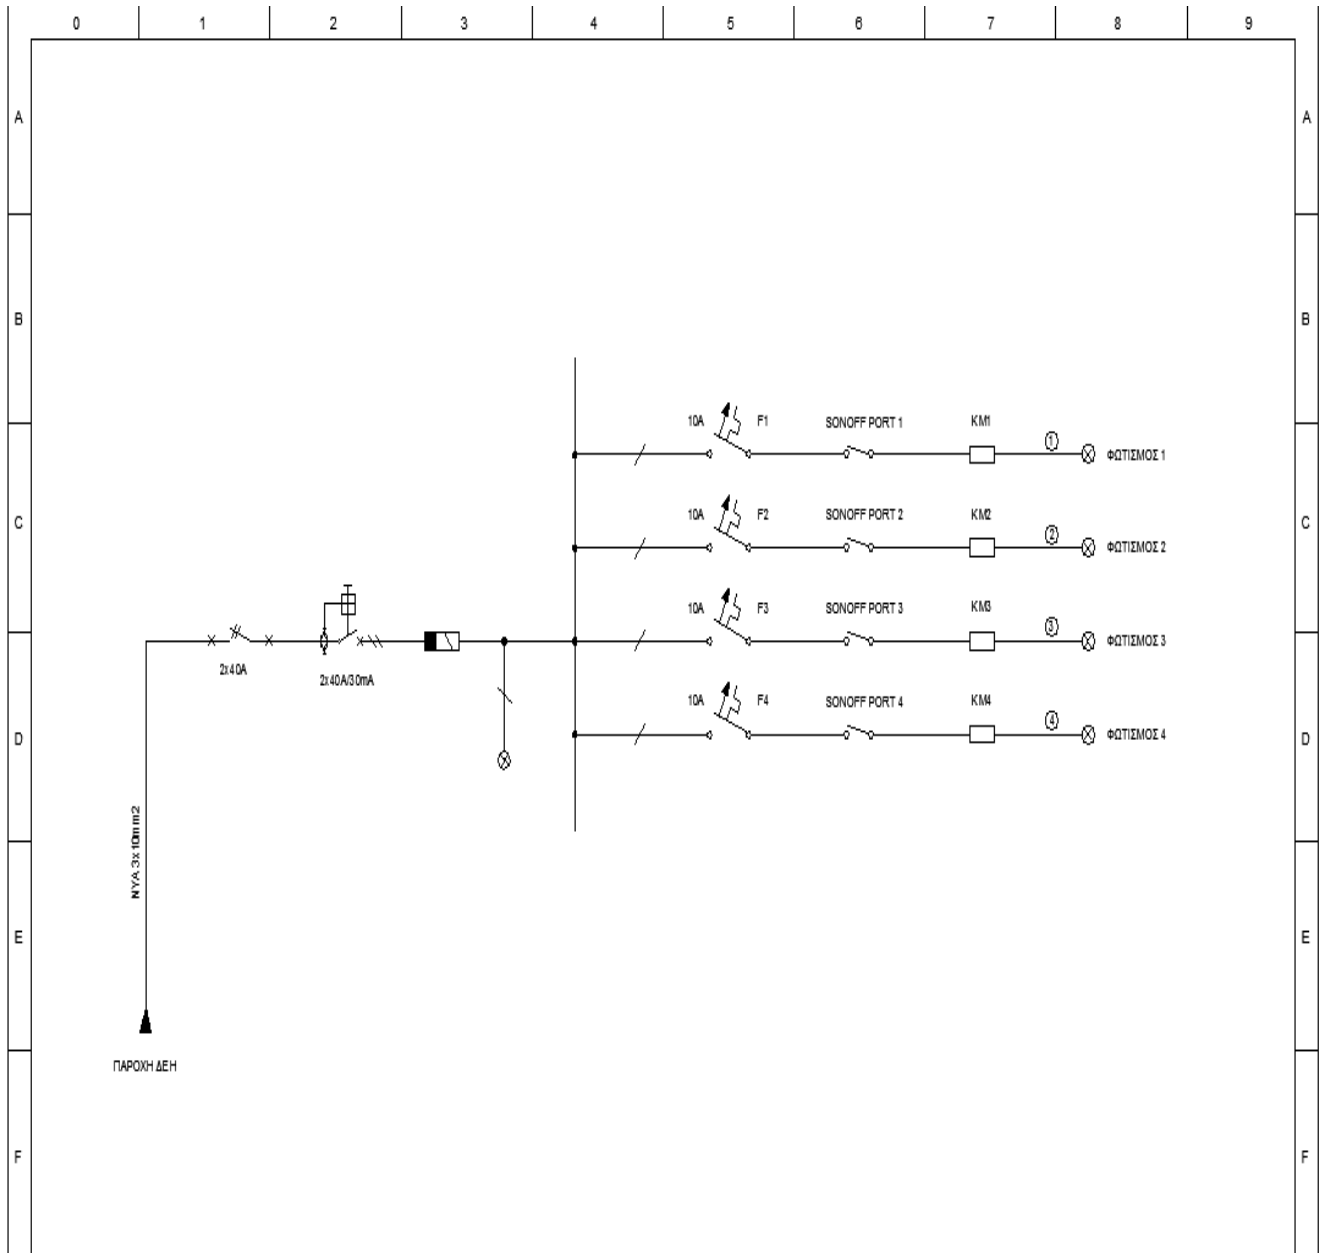 0 1 2 3 4 5 6 7 8 9
A A
B B
10A F1 SONOFF PORT 1 KM1
1 ΦΩΤΙΣΜΟΣ 1
10A F2 SONOFF PORT 2 KM2
C C
2 ΦΩΤΙΣΜΟΣ 2
10A F3 SONOFF PORT 3 KM3
3 ΦΩΤΙΣΜΟΣ 3
2x40A
2x40A/30mA
10A F4 SONOFF PORT 4 KM4
4 ΦΩΤΙΣΜΟΣ 4
D D
NYA 3x10mm2
E E
ΠΑΡΟΧΗ ΔΕΗ
F F